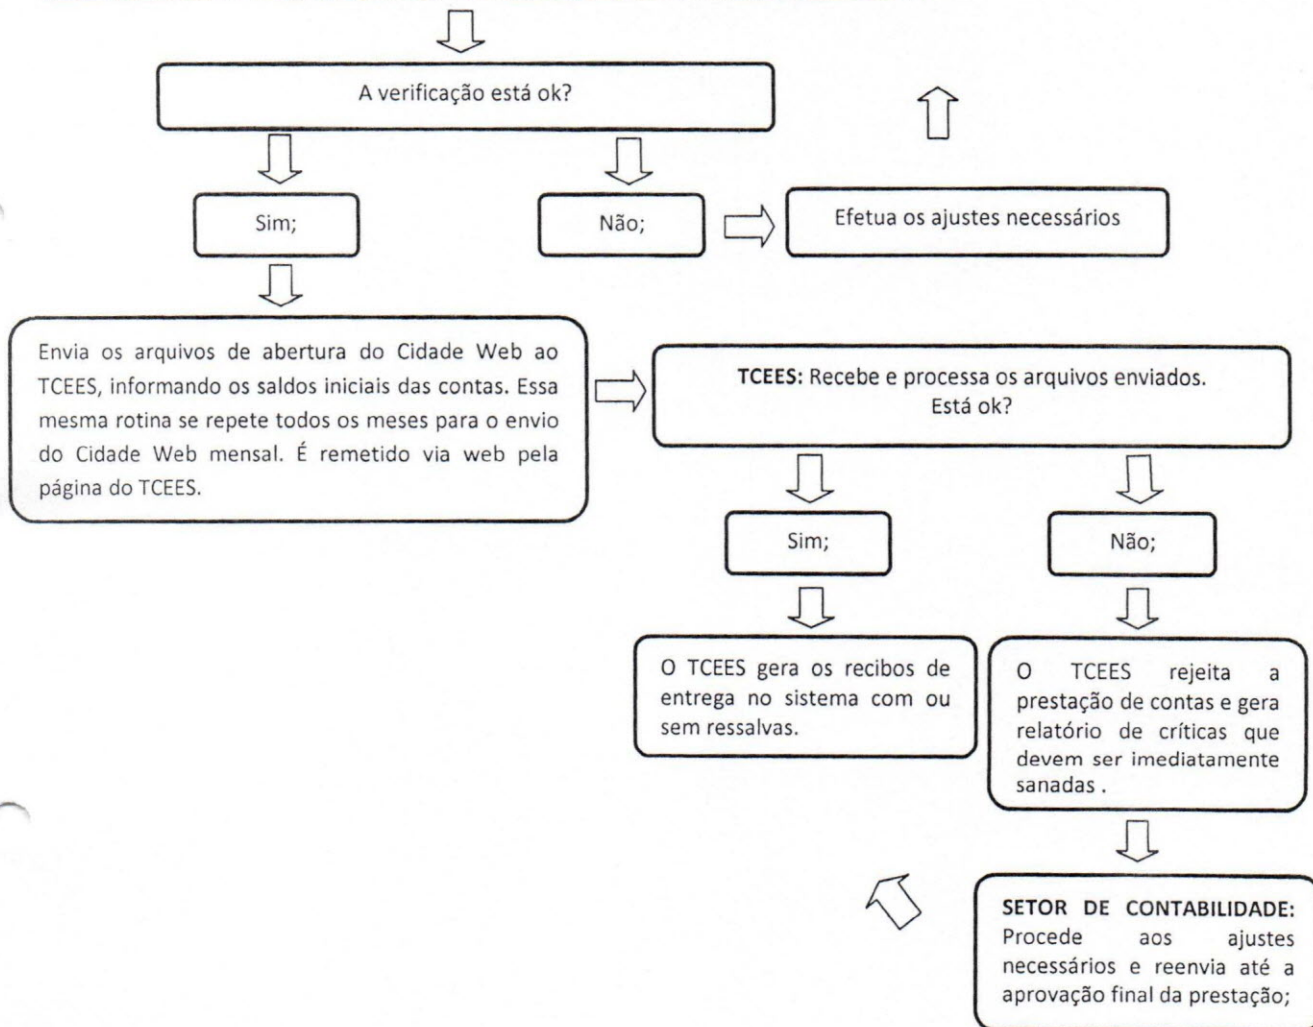 A verificação está ok?
Sim;
Não;
Efetua os ajustes necessários
Envia os arquivos de abertura do Cidade Web ao
TCEES, informando os saldos iniciais das contas. Essa
mesma rotina se repete todos os meses para o envio
do Cidade Web mensal. É remetido via web pela
página do TCEES.
TCEES: Recebe e processa os arquivos enviados.
Está ok?
Sim;
Não;
O TCEES gera os recibos de
entrega no sistema com ou
sem ressalvas.
O TCEES rejeita a
prestação de contas e gera
relatório de críticas que
devem ser imediatamente
sanadas .
SETOR DE CONTABILIDADE:
Procede aos ajustes
necessários e reenvia até a
aprovação final da prestação;